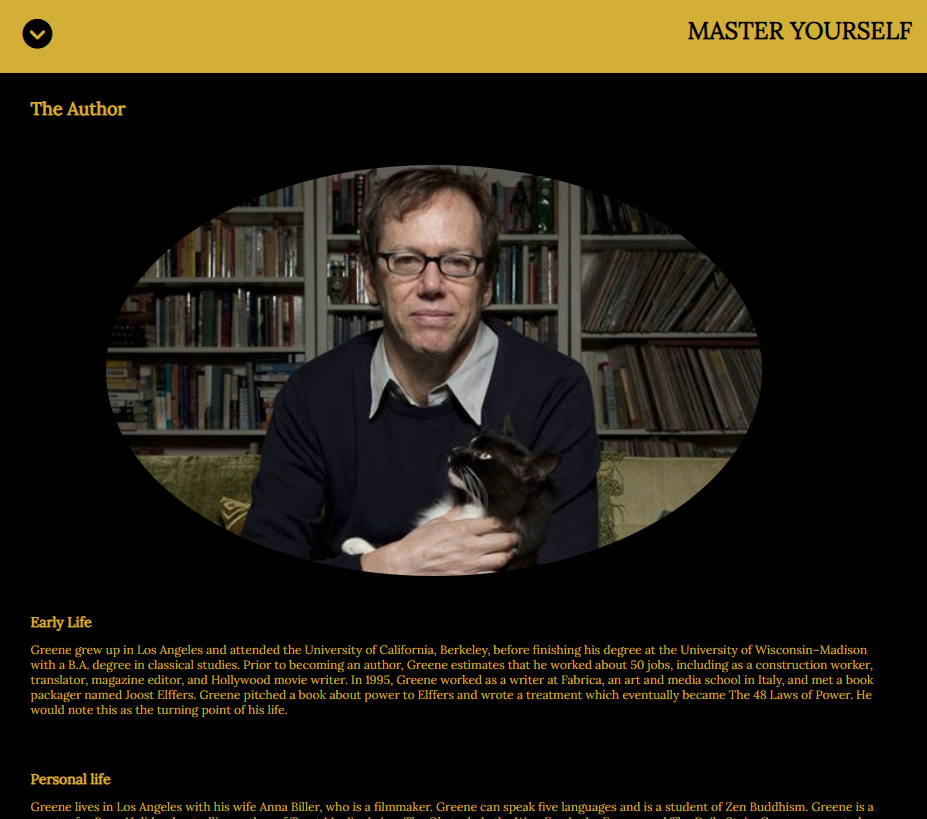 MASTER YOURSELF
The Author
Early Life
Greene grew up in Los Angeles and attended the University of California, Berkeley, before finishing his degree at the University of Wisconsin–Madison
with a B.A. degree in classical studies. Prior to becoming an author, Greene estimates that he worked about 50 jobs, including as a construction worker,
translator, magazine editor, and Hollywood movie writer. In 1995, Greene worked as a writer at Fabrica, an art and media school in Italy, and met a book
packager named Joost Elffers. Greene pitched a book about power to Elffers and wrote a treatment which eventually became The 48 Laws of Power. He
would note this as the turning point of his life.
Personal life
Greene lives in Los Angeles with his wife Anna Biller, who is a filmmaker. Greene can speak five languages and is a student of Zen Buddhism. Greene is a